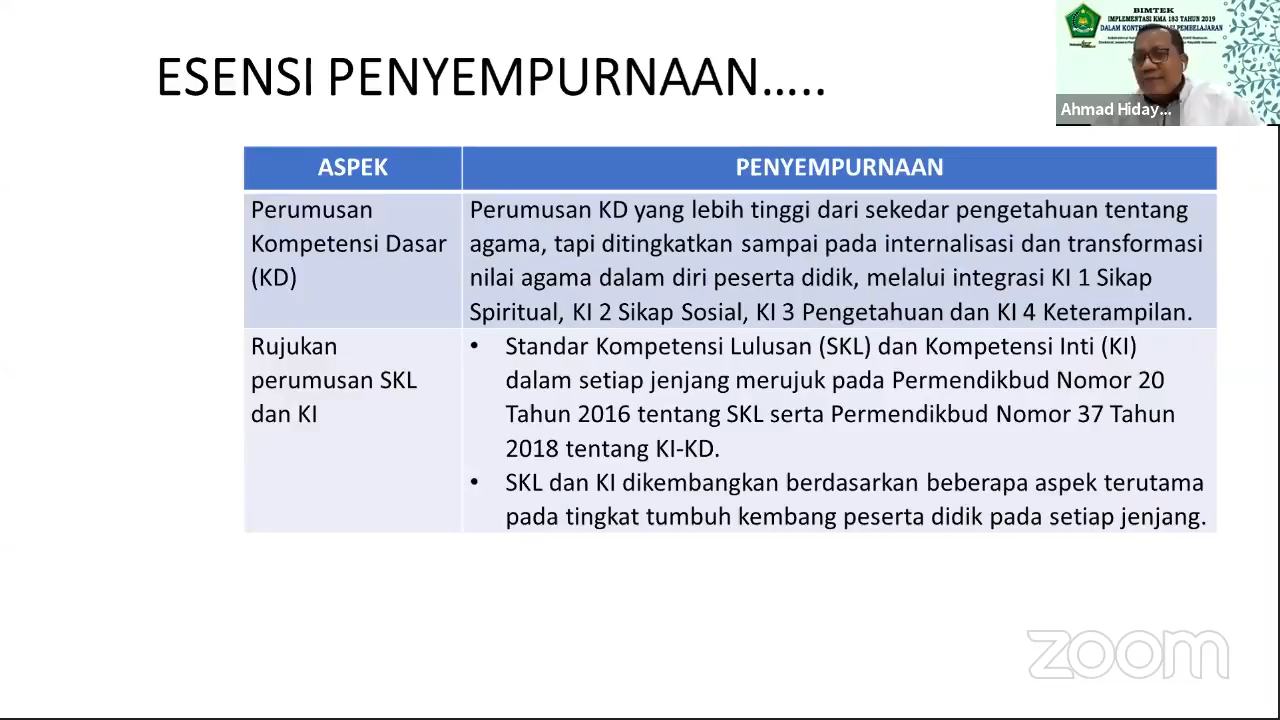 BIMTEK
IMPLEMENTASI KMA 183 TAHUN 2019
DALAM PEMBELAJARAN
Ahmad Hiday...
ESENSI PENYEMPURNAAN.....
ASPEK PENYEMPURNAAN
Perumusan
Kompetensi Dasar
(KD)
Perumusan KD yang lebih tinggi dari sekedar pengetahuan tentang
agama, tapi ditingkatkan sampai pada internalisasi dan transformasi
nilai agama dalam diri peserta didik, melalui integrasi KI 1 Sikap
Spiritual, KI 2 Sikap Sosial, KI 3 Pengetahuan dan KI 4 Keterampilan.
Rujukan
perumusan SKL
dan KI
• Standar Kompetensi Lulusan (SKL) dan Kompetensi Inti (KI)
dalam setiap jenjang merujuk pada Permendikbud Nomor 20
Tahun 2016 tentang SKL serta Permendikbud Nomor 37 Tahun
2018 tentang KI-KD.
• SKL dan KI dikembangkan berdasarkan beberapa aspek terutama
pada tingkat tumbuh kembang peserta didik pada setiap jenjang.
zoom